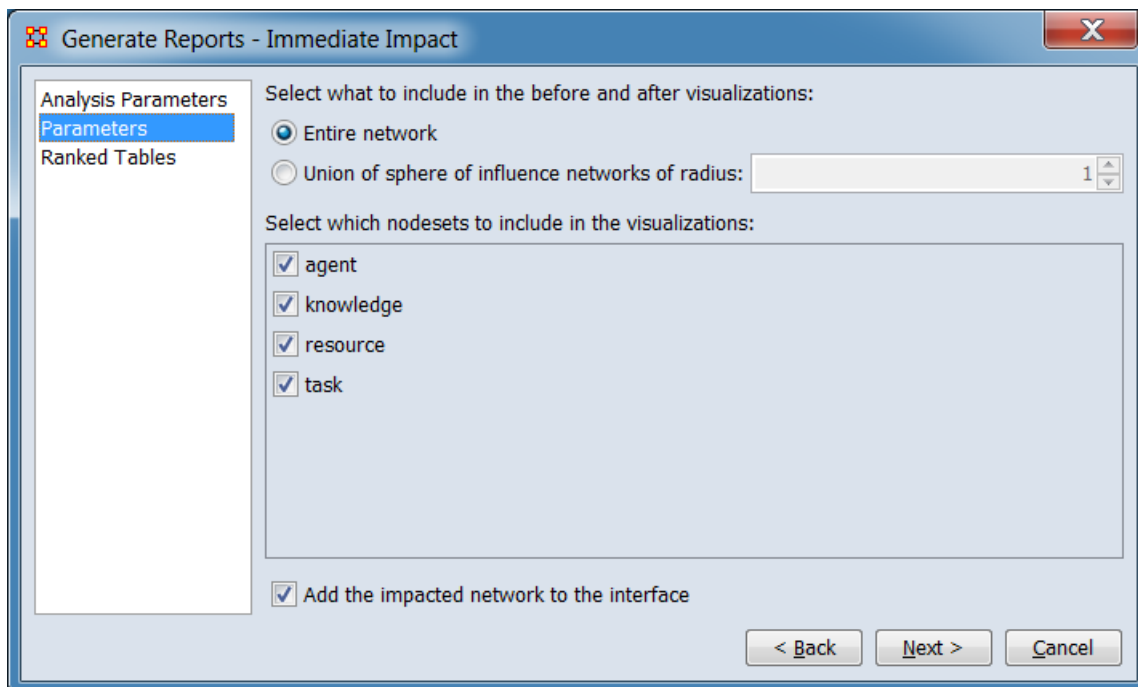 Generate Reports - Immediate Impact
X
Analysis Parameters
Parameters
Ranked Tables
Select what to include in the before and after visualizations:
Entire network
Union of sphere of influence networks of radius: 1
Select which nodesets to include in the visualizations:
agent
knowledge
resource
task
Add the impacted network to the interface
< Back Next > Cancel